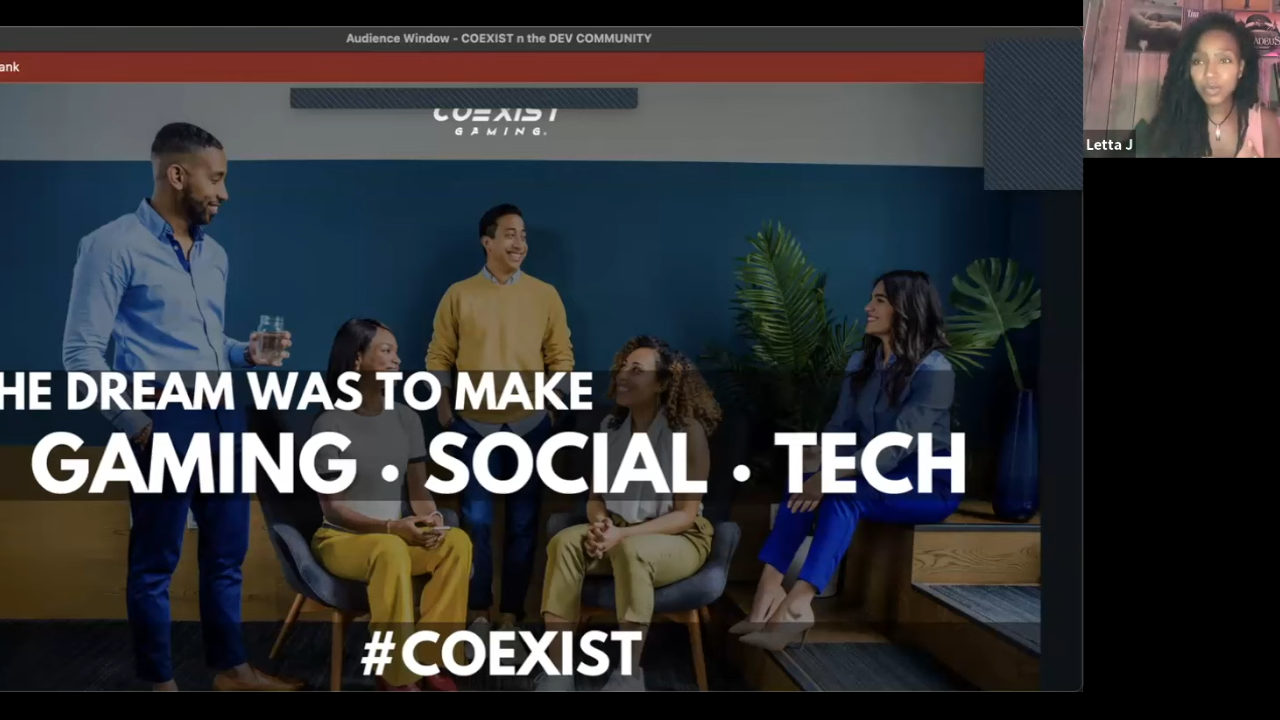 Audience Window - COEXIST n the DEV COMMUNITY
ank
COEXIST
GAMING.
Letta J
HE DREAM WAS TO MAKE
GAMING • SOCIAL • TECH
#COEXIST